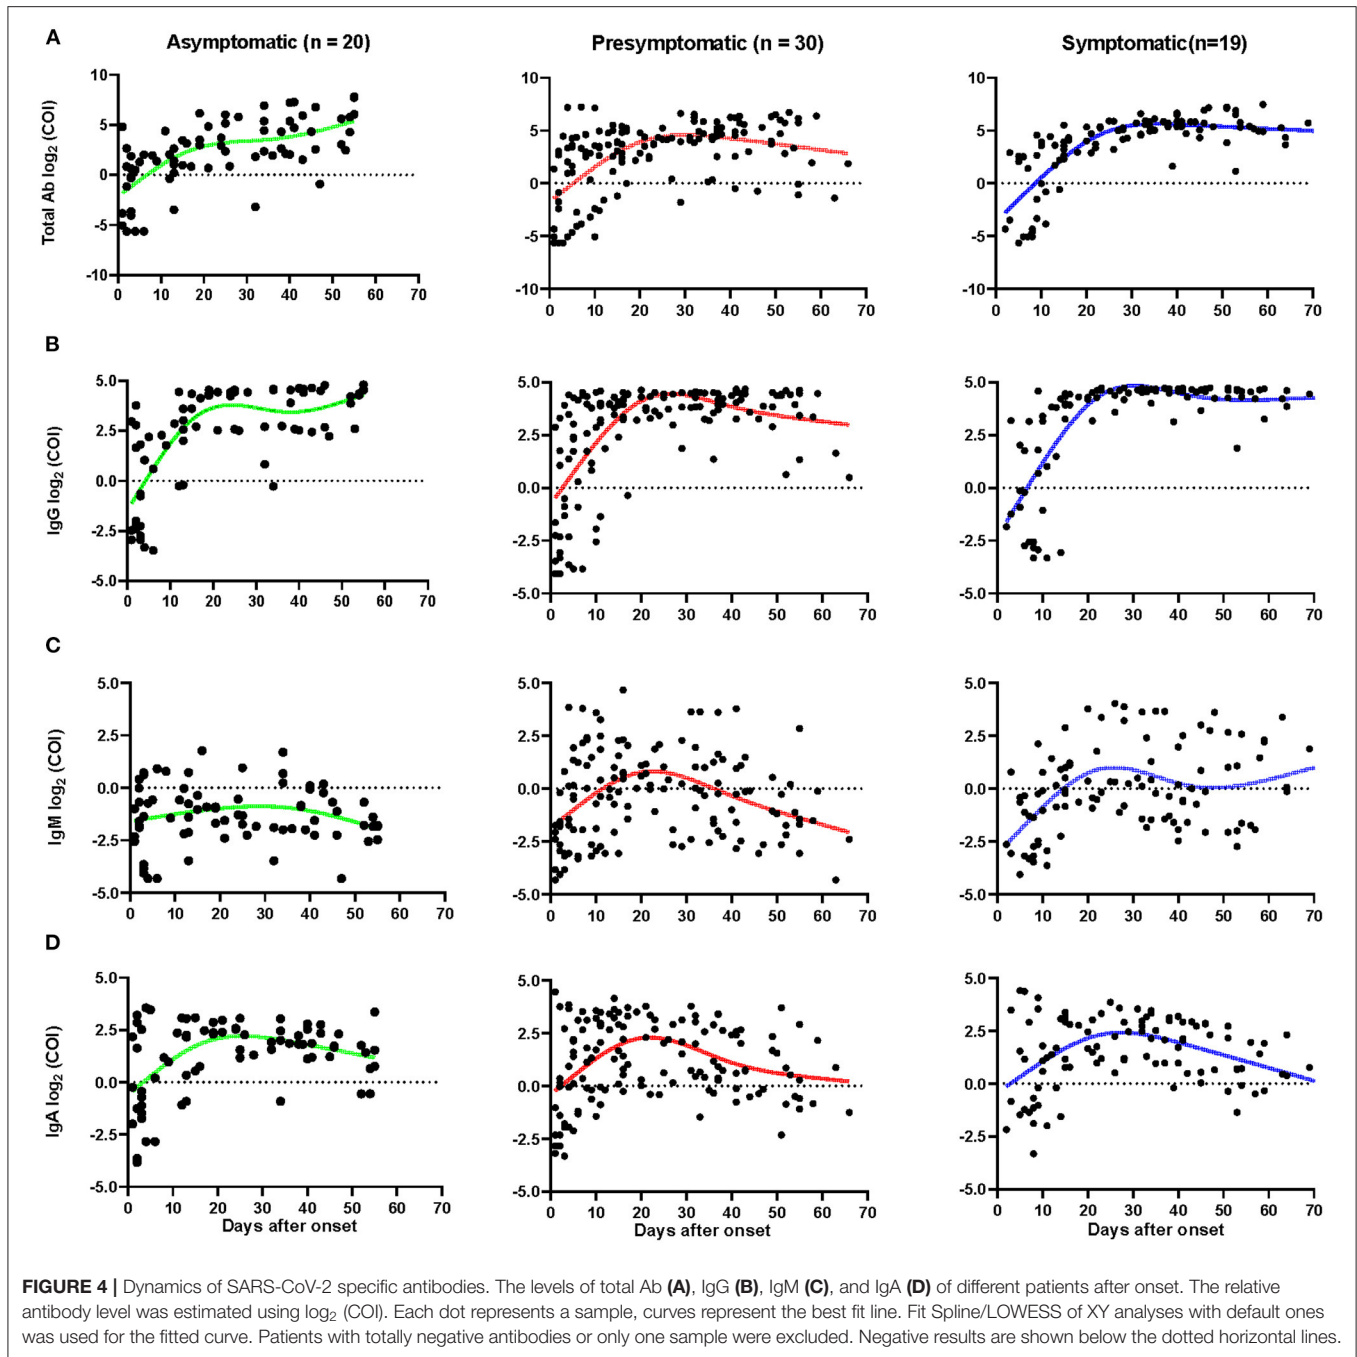 A
Asymptomatic (n = 20)
Presymptomatic (n = 30)
Symptomatic(n=19)
Total Ab log2 (COI)
10
5
0
-5
-10
0 10 20 30 40 50 60 70
10
5
0
-5
-10
0 10 20 30 40 50 60 70
10
5
0
-5
-10
0 10 20 30 40 50 60 70
B
IgG log2 (COI)
5.0
2.5
0.0
-2.5
-5.0
0 10 20 30 40 50 60 70
5.0
2.5
0.0
-2.5
-5.0
0 10 20 30 40 50 60 70
5.0
2.5
0.0
-2.5
-5.0
0 10 20 30 40 50 60 70
C
IgM log2 (COI)
5.0
2.5
0.0
-2.5
-5.0
0 10 20 30 40 50 60 70
5.0
2.5
0.0
-2.5
-5.0
0 10 20 30 40 50 60 70
5.0
2.5
0.0
-2.5
-5.0
0 10 20 30 40 50 60 70
D
IgA log2 (COI)
5.0
2.5
0.0
-2.5
-5.0
0 10 20 30 40 50 60 70
Days after onset
5.0
2.5
0.0
-2.5
-5.0
0 10 20 30 40 50 60 70
Days after onset
5.0
2.5
0.0
-2.5
-5.0
0 10 20 30 40 50 60 70
Days after onset
FIGURE 4 | Dynamics of SARS-CoV-2 specific antibodies. The levels of total Ab (A), IgG (B), IgM (C), and IgA (D) of different patients after onset. The relative
antibody level was estimated using log2 (COI). Each dot represents a sample, curves represent the best fit line. Fit Spline/LOWESS of XY analyses with default ones
was used for the fitted curve. Patients with totally negative antibodies or only one sample were excluded. Negative results are shown below the dotted horizontal lines.